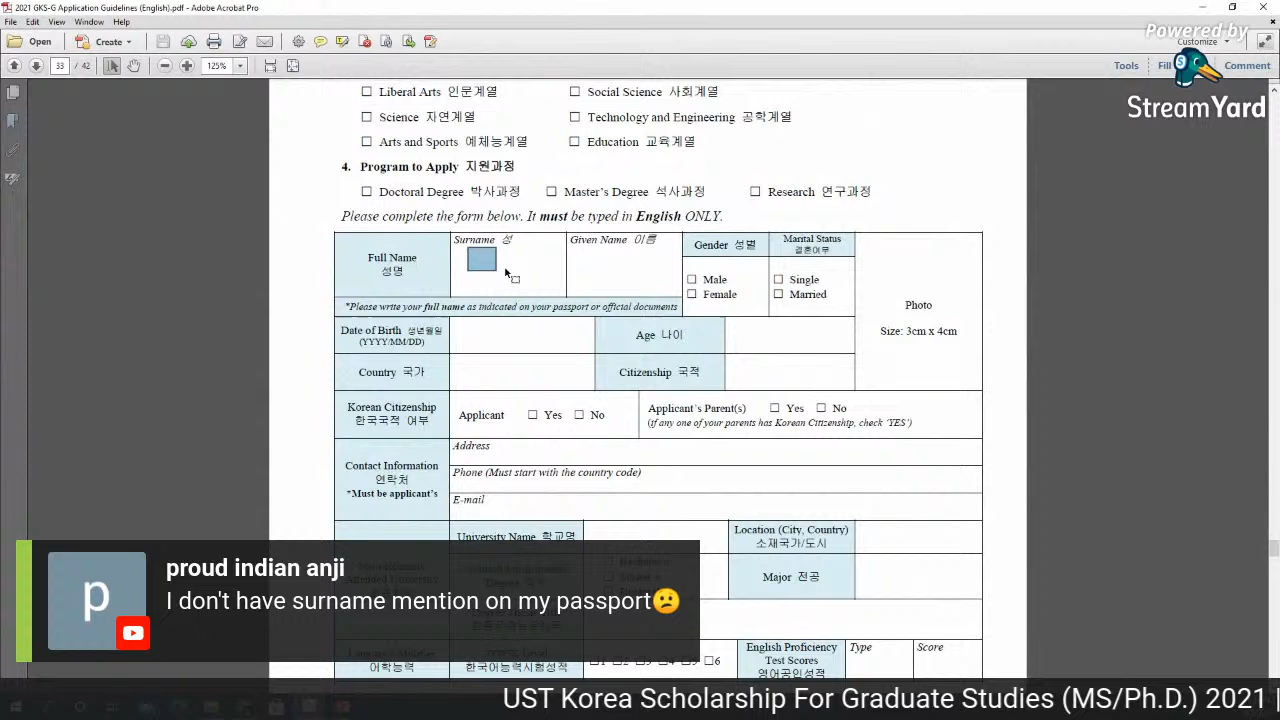 2021 GKS-G Application Guidelines (English).pdf - Adobe Acrobat Pro
File Edit View Window Help
Powered by
StreamYard
Open Create
Customize
33 / 42 125% Tools Fill Comment
☐ Liberal Arts 인문계열 ☐ Social Science 사회계열
☐ Science 자연계열 ☐ Technology and Engineering 공학계열
☐ Arts and Sports 예체능계열 ☐ Education 교육계열
4. Program to Apply 지원과정
☐ Doctoral Degree 박사과정 ☐ Master's Degree 석사과정 ☐ Research 연구과정
Please complete the form below. It must be typed in English ONLY.
Full Name
성명
Surname 성
Given Name 이름
Gender 성별
☐ Male
☐ Female
Marital Status
결혼여부
☐ Single
☐ Married
Photo
Size: 3cm x 4cm
*Please write your full name as indicated on your passport or official documents
Date of Birth 생년월일
(YYYY/MM/DD)
Age 나이
Country 국가
Citizenship 국적
Korean Citizenship
한국국적 여부
Applicant ☐ Yes ☐ No
Applicant's Parent(s) ☐ Yes ☐ No
(if any one of your parents has Korean Citizenship, check 'YES')
Contact Information
연락처
*Must be applicant's
Address
Phone (Must start with the country code)
E-mail
University Name 학교명
Location (City, Country)
소재국가/도시
Major 전공
어학능력
한국어능력시험성적
☐1 ☐2 ☐3 ☐4 ☐5 ☐6
English Proficiency
Test Scores
영어공인성적
Type
Score
p
proud indian anji
I don't have surname mention on my passport😕
UST Korea Scholarship For Graduate Studies (MS/Ph.D.) 2021 |